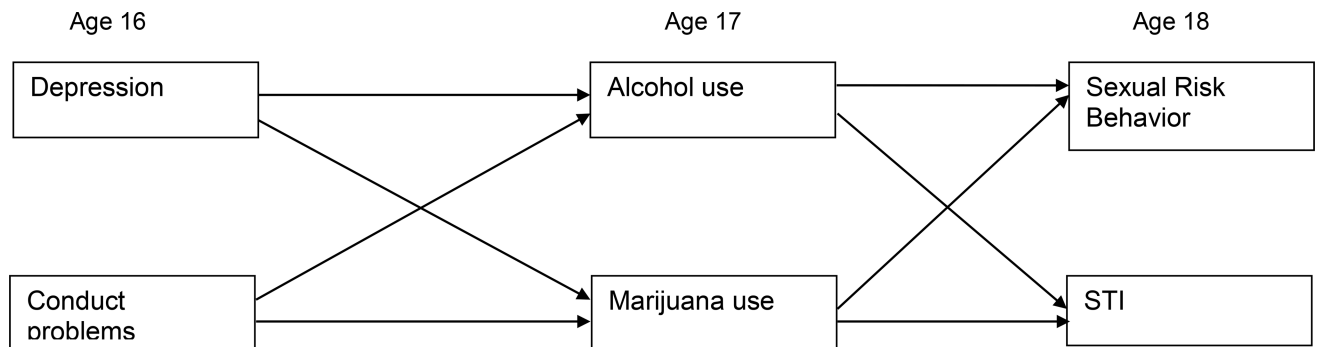 Age 16
Age 17
Age 18
Depression
Alcohol use
Sexual Risk
Behavior
Conduct
problems
Marijuana use
STI